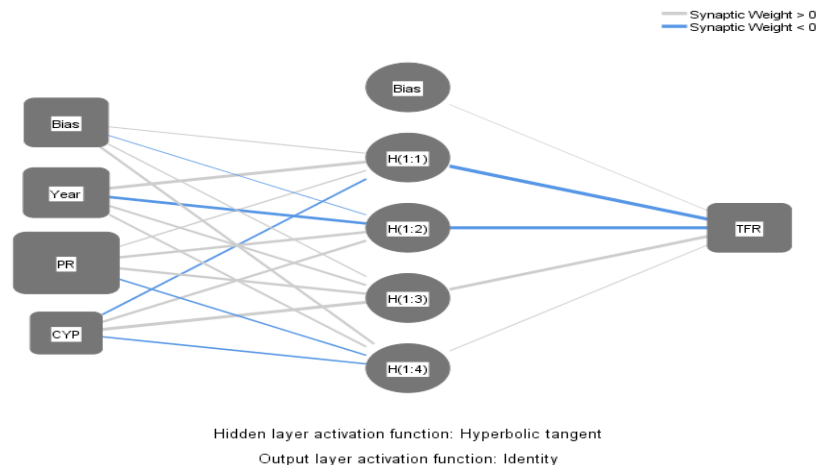 Synaptic Weight > 0
Synaptic Weight < 0
Bias
Bias
H(1:1)
Year
H(1:2)
TFR
PR
H(1:3)
CYP
H(1:4)
Hidden layer activation function: Hyperbolic tangent
Output layer activation function: Identity